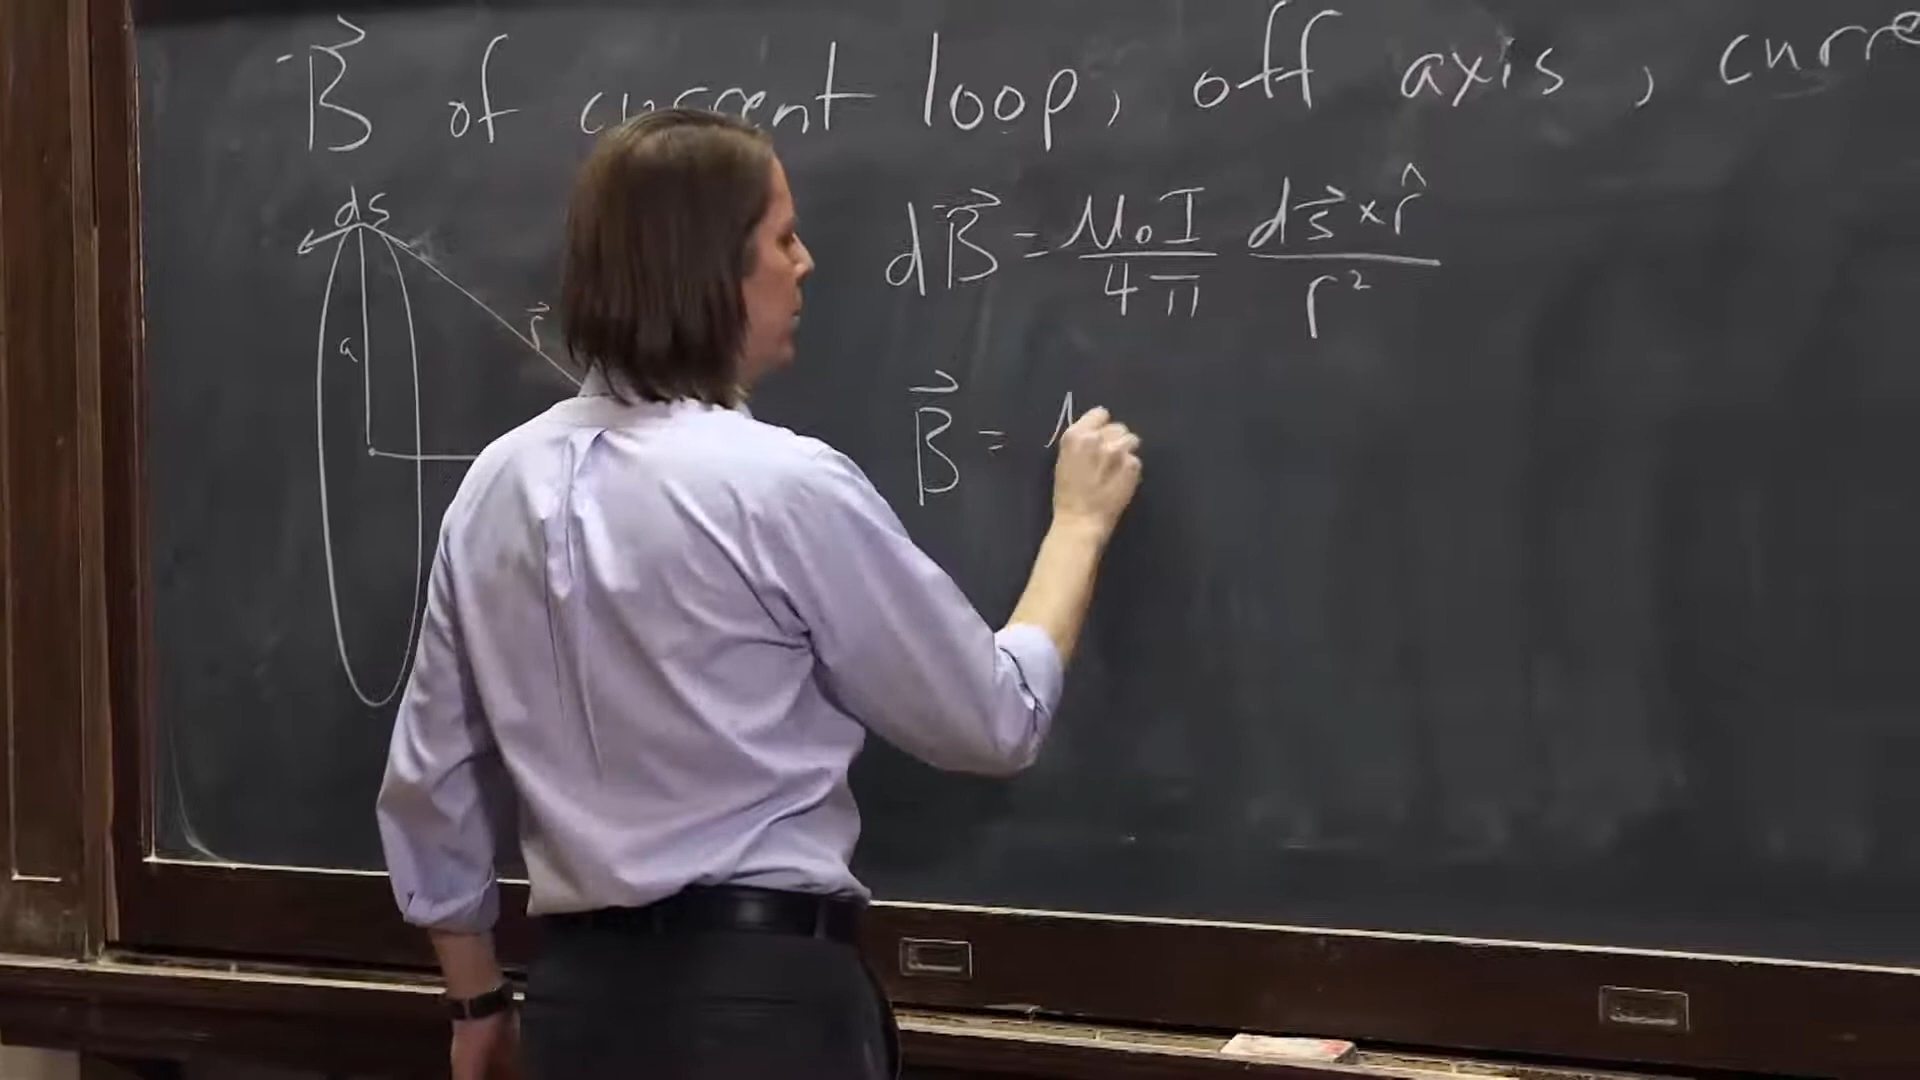 B⃗ of current loop, off axis, curre
ds
dB⃗ = μ₀I/4π ds⃗ × r̂/r²
r⃗
a
B⃗ = μ